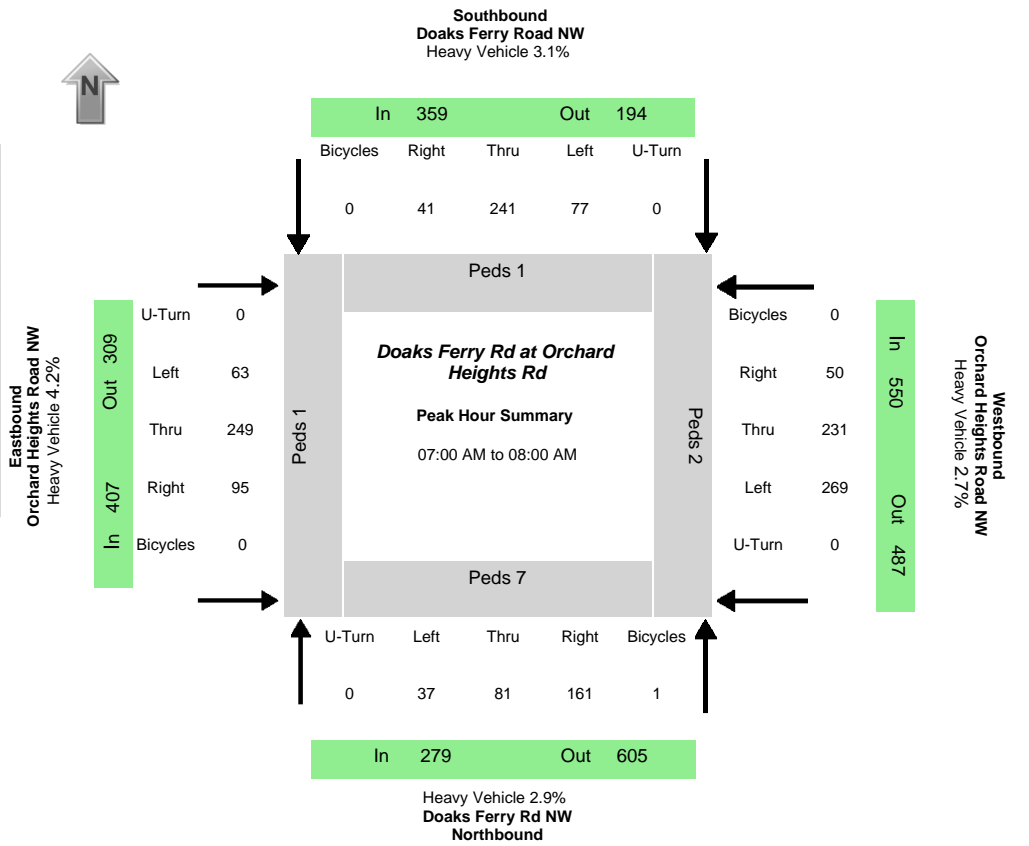 Southbound
Doaks Ferry Road NW
Heavy Vehicle 3.1%
N
In 359 Out 194
Bicycles Right Thru Left U-Turn
0 41 241 77 0
Peds 1
Eastbound
Orchard Heights Road NW
Heavy Vehicle 4.2%
In 407 Out 309
U-Turn 0
Left 63
Thru 249
Right 95
Bicycles 0
Peds 1
Doaks Ferry Rd at Orchard
Heights Rd
Peak Hour Summary
07:00 AM to 08:00 AM
Peds 2
Bicycles 0
Right 50
Thru 231
Left 269
U-Turn 0
In 550 Out 487
Westbound
Orchard Heights Road NW
Heavy Vehicle 2.7%
Peds 7
U-Turn Left Thru Right Bicycles
0 37 81 161 1
In 279 Out 605
Heavy Vehicle 2.9%
Doaks Ferry Rd NW
Northbound